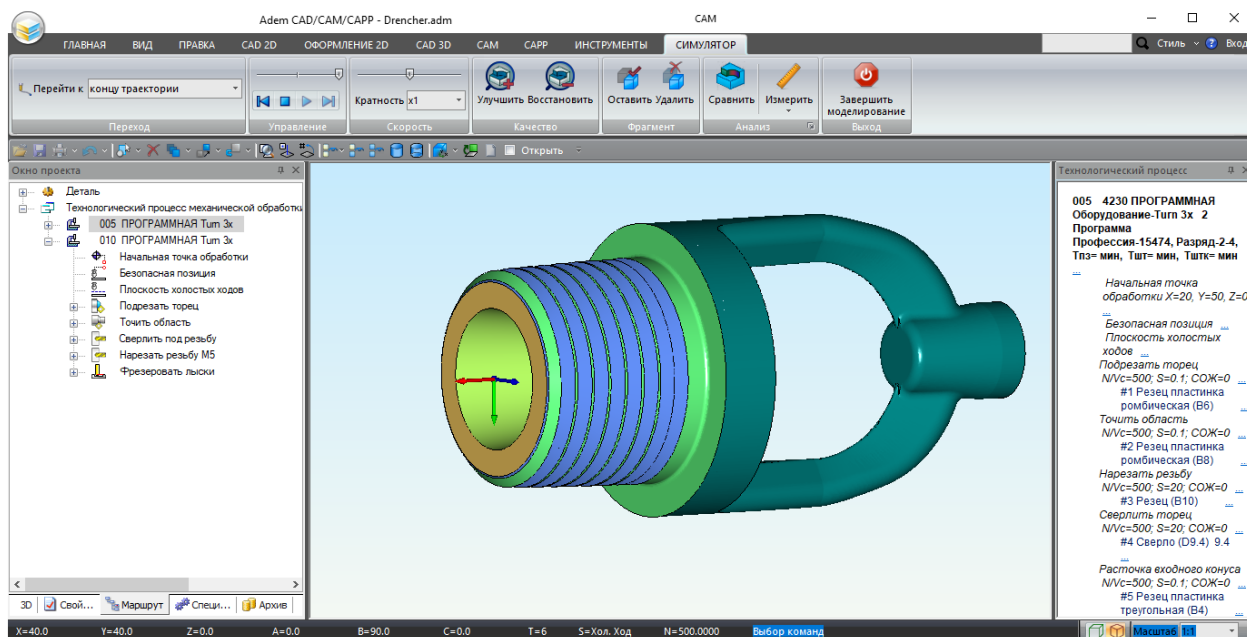 Adem CAD/CAM/CAPP - Drencher.adm
CAM
ГЛАВНАЯ ВИД ПРАВКА CAD 2D ОФОРМЛЕНИЕ 2D CAD 3D CAM CAPP ИНСТРУМЕНТЫ СИМУЛЯТОР
Стиль
Вход
Перейти к концу траектории
Переход
Управление
Кратность x1
Скорость
Улучшить Восстановить
Качество
Оставить Удалить
Фрагмент
Сравнить Измерить
Анализ
Завершить
моделирование
Выход
Открыть
Окно проекта
Деталь
Технологический процесс механической обработки
005 ПРОГРАММНАЯ Turn 3x
010 ПРОГРАММНАЯ Turn 3x
Начальная точка обработки
Безопасная позиция
Плоскость холостых ходов
Подрезать торец
Точить область
Сверлить под резьбу
Нарезать резьбу M5
Фрезеровать лыски
3D Свой... Маршрут Специ... Архив
Технологический процесс
005 4230 ПРОГРАММНАЯ
Оборудование-Turn 3x 2
Программа
Профессия-15474, Разряд-2-4,
Тпз= мин, Тшт= мин, Тштк= мин
...
Начальная точка
обработки X=20, Y=50, Z=0
...
Безопасная позиция ...
Плоскость холостых
ходов ...
Подрезать торец
N/Vc=500; S=0.1; СОЖ=0 ...
#1 Резец пластинка
ромбическая (B6) ...
Точить область
N/Vc=500; S=0.1; СОЖ=0 ...
#2 Резец пластинка
ромбическая (B8) ...
Нарезать резьбу
N/Vc=500; S=20; СОЖ=0 ...
#3 Резец (B10) ...
Сверлить торец
N/Vc=500; S=20; СОЖ=0 ...
#4 Сверло (D9.4) 9.4
...
Расточка входного конуса
N/Vc=500; S=0.1; СОЖ=0 ...
#5 Резец пластинка
треугольная (B4) ...
X=40.0 Y=40.0 Z=0.0 A=0.0 B=90.0 C=0.0 T=6 S=Хол. Ход N=500.0000 Выбор команд
Масштаб 1:1